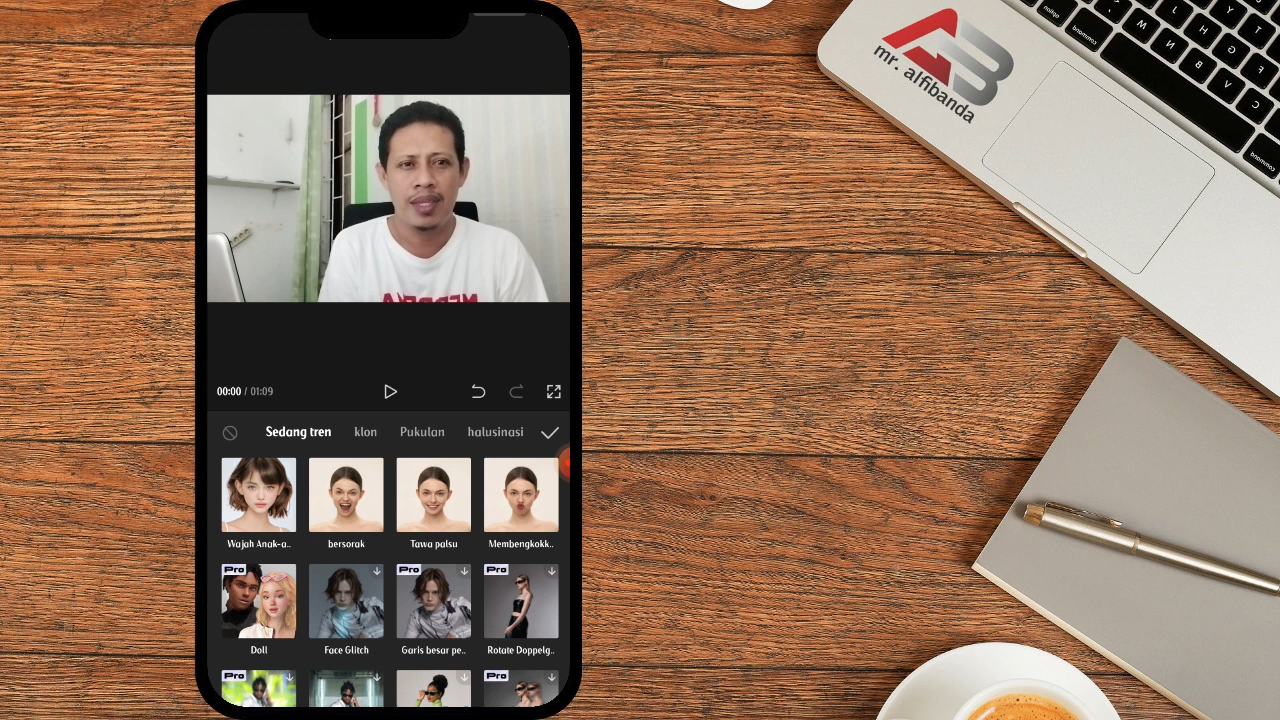 mr. alfibanda
00:00 / 01:09
Sedang tren klon Pukulan halusinasi
Wajah Anak-a.. bersorak Tawa palsu Membengkokk..
Pro Pro Pro
Doll Face Glitch Garis besar pe.. Rotate Doppelg..
Pro Pro